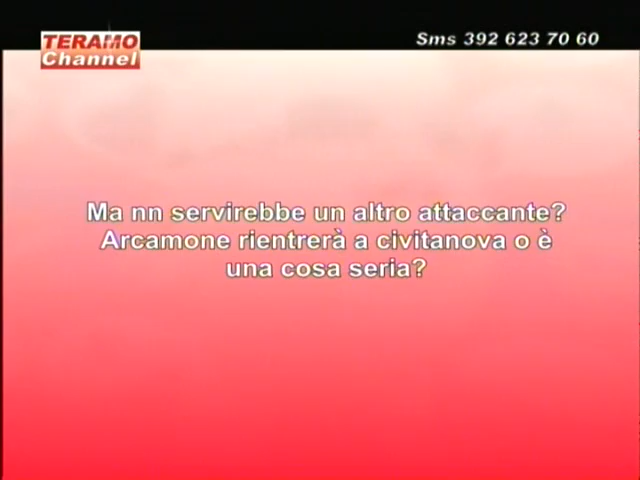 TERAMO
Channel
Sms 392 623 70 60
Ma nn servirebbe un altro attaccante?
Arcamone rientrerà a civitanova o è
una cosa seria?